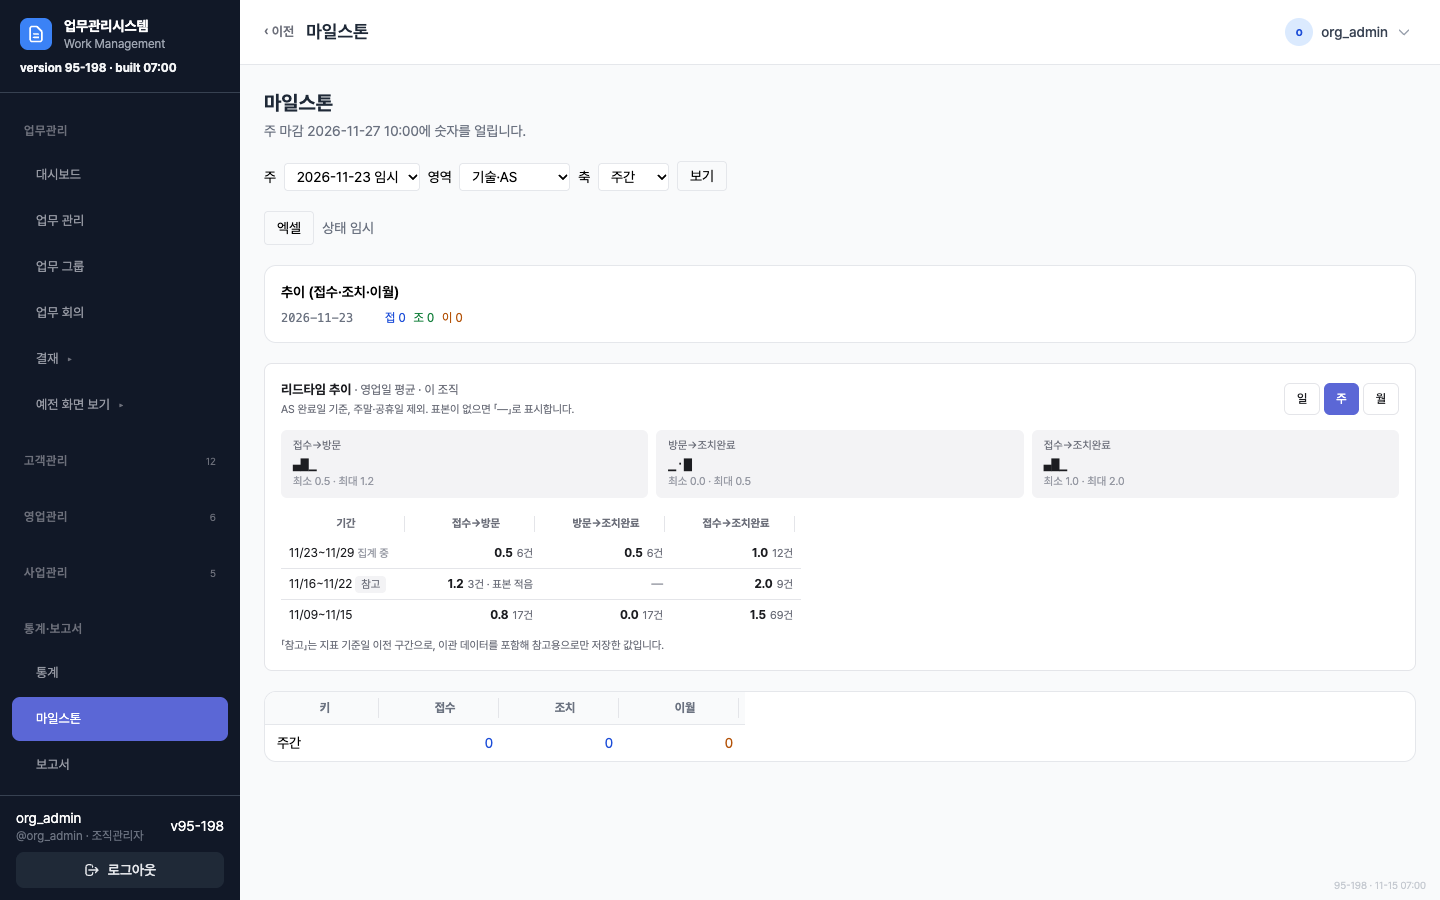 업무관리시스템
Work Management
version 95-198 · built 07:00
업무관리
대시보드
업무 관리
업무 그룹
업무 회의
결재 ▸
예전 화면 보기 ▸
고객관리 12
영업관리 6
사업관리 5
통계·보고서
통계
마일스톤
보고서
org_admin
@org_admin · 조직관리자
v95-198
로그아웃
‹ 이전 마일스톤
o org_admin
마일스톤
주 마감 2026-11-27 10:00에 숫자를 얼립니다.
주 2026-11-23 임시 영역 기술·AS 축 주간 보기
엑셀 상태 임시
추이 (접수·조치·이월)
2026-11-23 접 0 조 0 이 0
리드타임 추이 · 영업일 평균 · 이 조직
AS 완료일 기준, 주말·공휴일 제외. 표본이 없으면 「—」로 표시합니다.
일 주 월
접수→방문
최소 0.5 · 최대 1.2
방문→조치완료
최소 0.0 · 최대 0.5
접수→조치완료
최소 1.0 · 최대 2.0
기간 접수→방문 방문→조치완료 접수→조치완료
11/23~11/29 집계 중 0.5 6건 0.5 6건 1.0 12건
11/16~11/22 참고 1.2 3건 · 표본 적음 — 2.0 9건
11/09~11/15 0.8 17건 0.0 17건 1.5 69건
「참고」는 지표 기준일 이전 구간으로, 이관 데이터를 포함해 참고용으로만 저장한 값입니다.
키 접수 조치 이월
주간 0 0 0
95-198 · 11-15 07:00